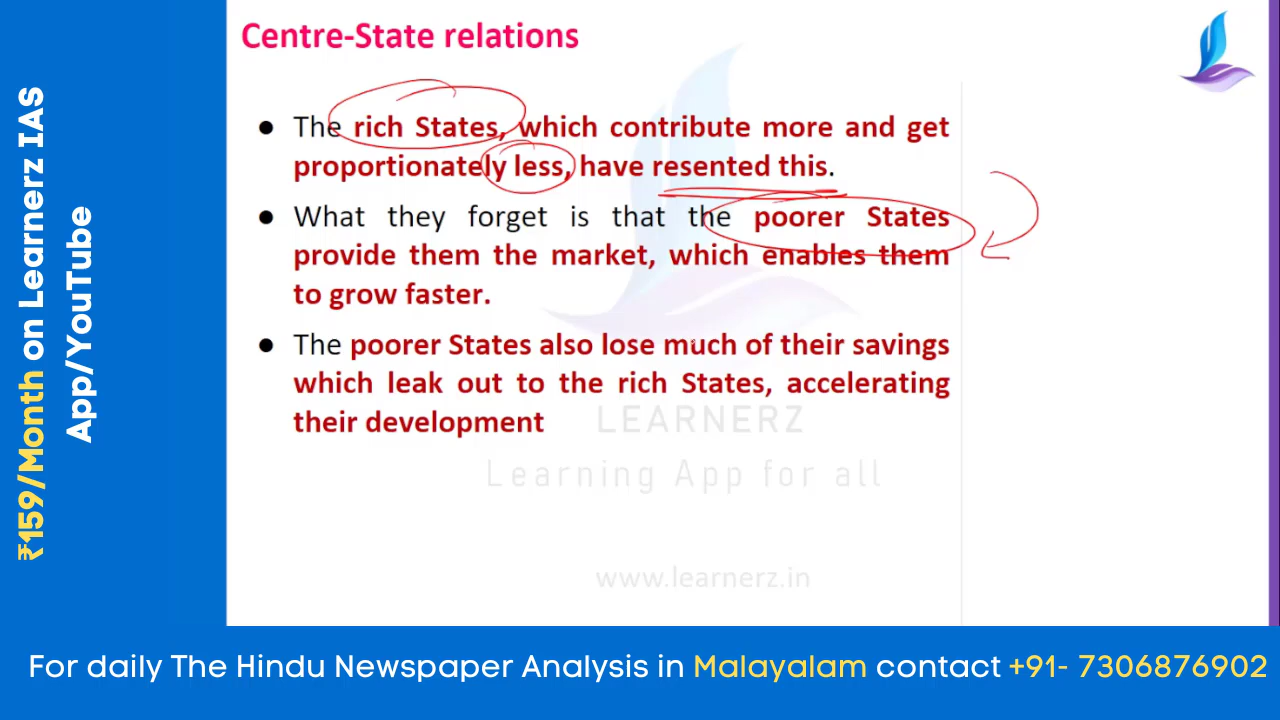 Centre-State relations
● The rich States, which contribute more and get
proportionately less, have resented this.
● What they forget is that the poorer States
provide them the market, which enables them
to grow faster.
● The poorer States also lose much of their savings
which leak out to the rich States, accelerating
their development
LEARNERZ
Learning App for all
www.learnerz.in
₹159/Month on Learnerz IAS
App/YouTube
For daily The Hindu Newspaper Analysis in Malayalam contact +91- 7306876902